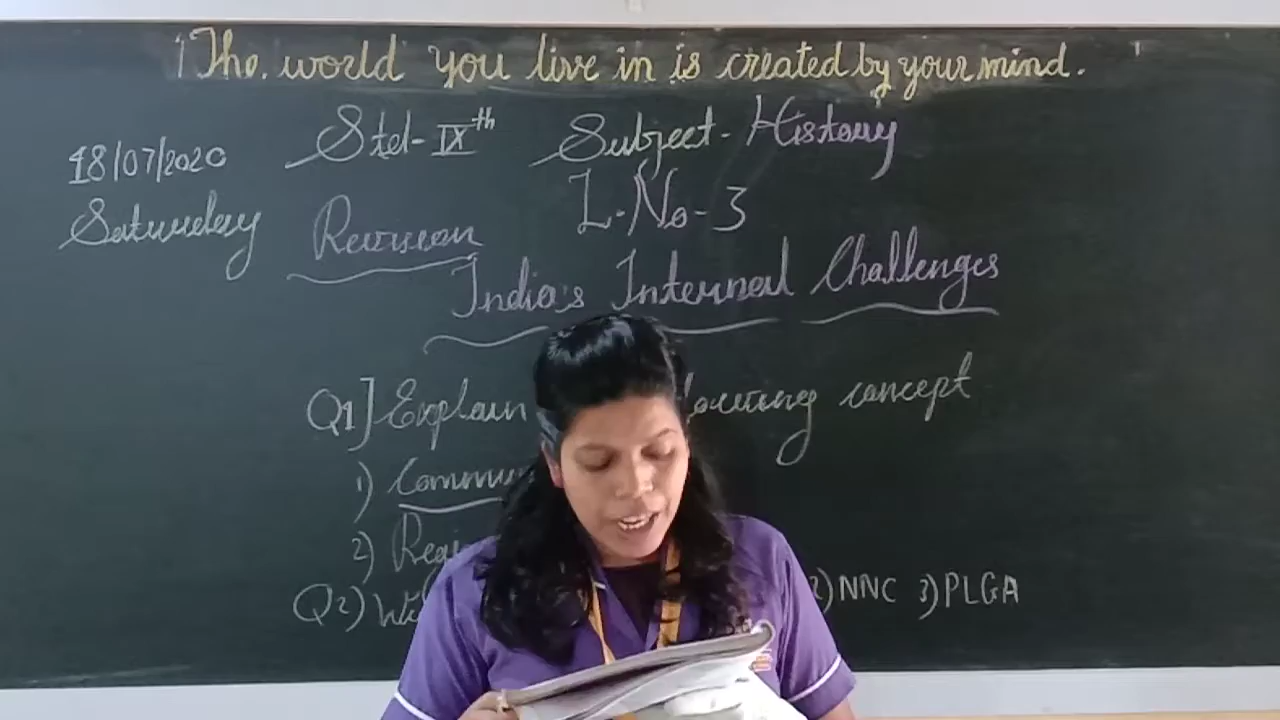 The world you live in is created by your mind.
Std-IXth Subject-History
18/07/2020
Saturday Revision L.No-3
India's Internal Challenges
Q1] Explain concept
1)
2)
Q2) 2) NNC 3) PLGA